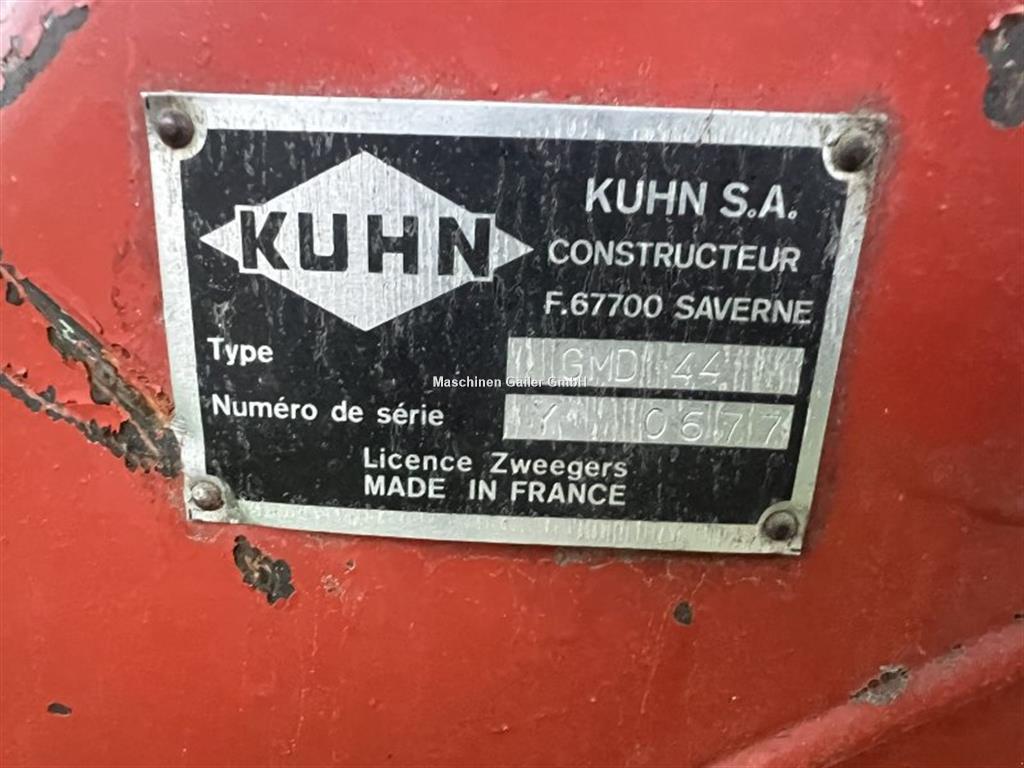 KUHN
KUHN S.A.
CONSTRUCTEUR
F.67700 SAVERNE
Type GMD 44
Maschinen Gailer GmbH
Numéro de série Y 0677
Licence Zweegers
MADE IN FRANCE